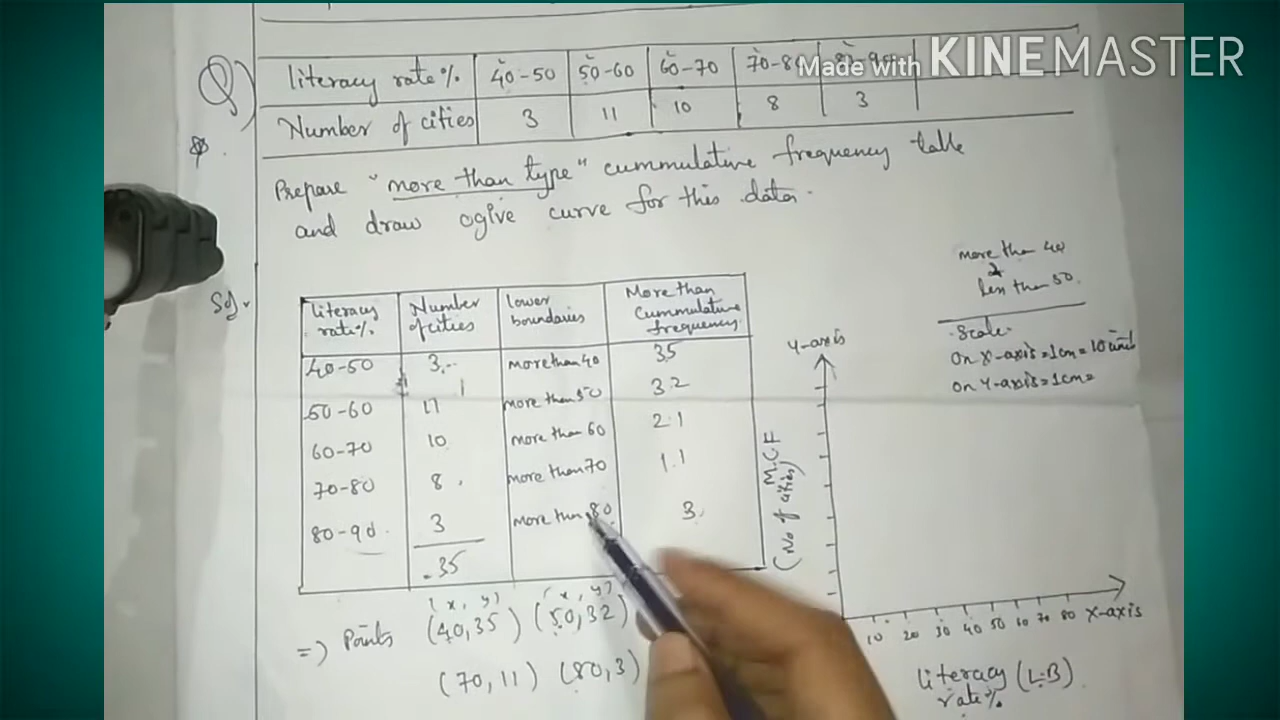 Made with KINEMASTER
Q)
literacy rate% 40-50 50-60 60-70 70-80 80-90
Number of cities 3 11 10 8 3
Prepare "more than type" cummulative frequency table
and draw ogive curve for this data.
Sol.
literacy rate% Number of cities Lower boundaries More than Cummulative frequency
40-50 3 more than 40 35
50-60 11 more than 50 32
60-70 10 more than 60 21
70-80 8 more than 70 11
80-90 3 more than 80 3
35
(x, y) (x, y)
=) Points (40,35) (50,32)
(70,11) (80,3)
more than 40
less than 50.
Scale.
on X-axis=1cm=10 units
on Y-axis=1cm=
Y-axis
M.C.F
(No of cities)
10 20 30 40 50 60 70 80 X-axis
literacy (L.B)
rate%